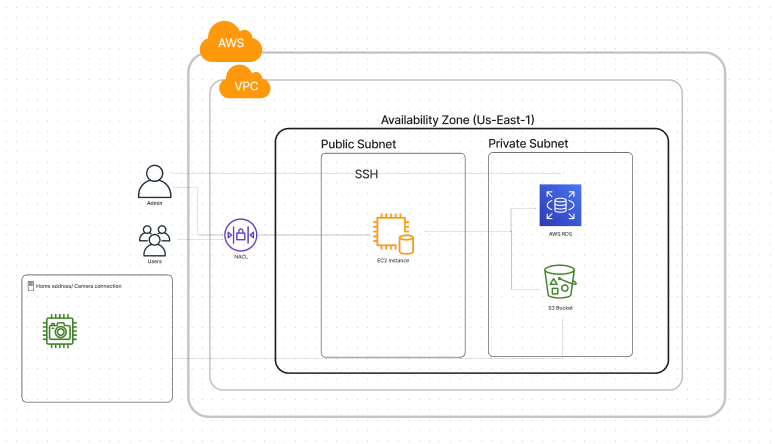 AWS
VPC
Availability Zone (Us-East-1)
Public Subnet
Private Subnet
SSH
Admin
AWS RDS
Users
NACL
EC2 Instance
Home address/ Camera connection
S3 Bucket